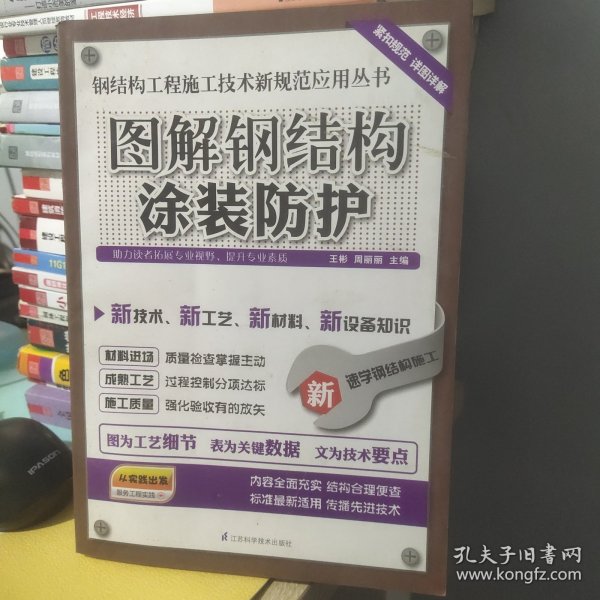 工程技术经济
紧扣规范 详图详解
钢结构工程施工技术新规范应用丛书
图解钢结构
涂装防护
助力读者拓展专业视野、提升专业素质
王彬 周丽丽 主编
新技术、新工艺、新材料、新设备知识
材料进场 质量检查掌握主动
成熟工艺 过程控制分项达标
施工质量 强化验收有的放矢
新
速学钢结构施工
图为工艺细节 表为关键数据 文为技术要点
从实践出发
服务工程实践
内容全面充实 结构合理便查
标准最新适用 传播先进技术
江苏科学技术出版社
11G1
iPASON
孔夫子旧书网
www.kongfz.com